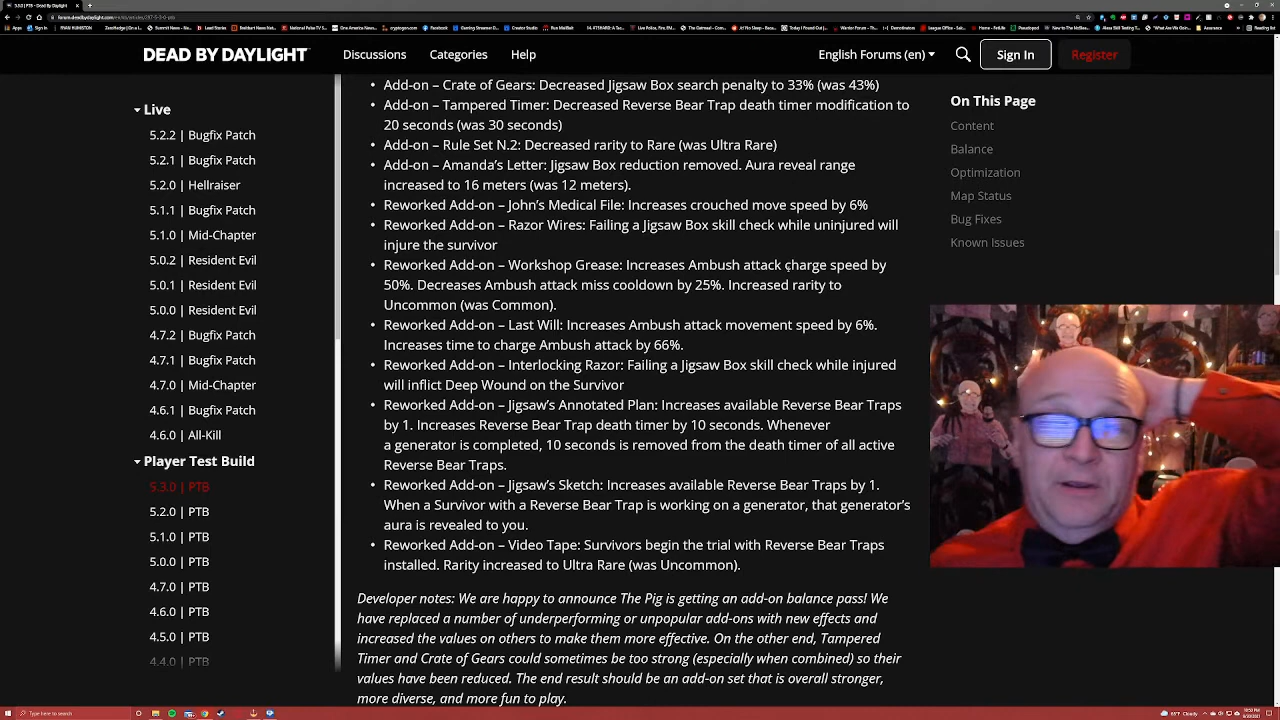 5.3.0 | PTB - Dead By Daylight
forum.deadbydaylight.com
DEAD BY DAYLIGHT
Discussions
Categories
Help
English Forums (en)
Sign In
Register
Live
5.2.2 | Bugfix Patch
5.2.1 | Bugfix Patch
5.2.0 | Hellraiser
5.1.1 | Bugfix Patch
5.1.0 | Mid-Chapter
5.0.2 | Resident Evil
5.0.1 | Resident Evil
5.0.0 | Resident Evil
4.7.2 | Bugfix Patch
4.7.1 | Bugfix Patch
4.7.0 | Mid-Chapter
4.6.1 | Bugfix Patch
4.6.0 | All-Kill
Player Test Build
5.3.0 | PTB
5.2.0 | PTB
5.1.0 | PTB
5.0.0 | PTB
4.7.0 | PTB
4.6.0 | PTB
4.5.0 | PTB
4.4.0 | PTB
• Add-on – Crate of Gears: Decreased Jigsaw Box search penalty to 33% (was 43%)
• Add-on – Tampered Timer: Decreased Reverse Bear Trap death timer modification to
20 seconds (was 30 seconds)
• Add-on – Rule Set N.2: Decreased rarity to Rare (was Ultra Rare)
• Add-on – Amanda's Letter: Jigsaw Box reduction removed. Aura reveal range
increased to 16 meters (was 12 meters).
• Reworked Add-on – John's Medical File: Increases crouched move speed by 6%
• Reworked Add-on – Razor Wires: Failing a Jigsaw Box skill check while uninjured will
injure the survivor
• Reworked Add-on – Workshop Grease: Increases Ambush attack charge speed by
50%. Decreases Ambush attack miss cooldown by 25%. Increased rarity to
Uncommon (was Common).
• Reworked Add-on – Last Will: Increases Ambush attack movement speed by 6%.
Increases time to charge Ambush attack by 66%.
• Reworked Add-on – Interlocking Razor: Failing a Jigsaw Box skill check while injured
will inflict Deep Wound on the Survivor
• Reworked Add-on – Jigsaw's Annotated Plan: Increases available Reverse Bear Traps
by 1. Increases Reverse Bear Trap death timer by 10 seconds. Whenever
a generator is completed, 10 seconds is removed from the death timer of all active
Reverse Bear Traps.
• Reworked Add-on – Jigsaw's Sketch: Increases available Reverse Bear Traps by 1.
When a Survivor with a Reverse Bear Trap is working on a generator, that generator's
aura is revealed to you.
• Reworked Add-on – Video Tape: Survivors begin the trial with Reverse Bear Traps
installed. Rarity increased to Ultra Rare (was Uncommon).
Developer notes: We are happy to announce The Pig is getting an add-on balance pass! We
have replaced a number of underperforming or unpopular add-ons with new effects and
increased the values on others to make them more effective. On the other end, Tampered
Timer and Crate of Gears could sometimes be too strong (especially when combined) so their
values have been reduced. The end result should be an add-on set that is overall stronger,
more diverse, and more fun to play.
On This Page
Content
Balance
Optimization
Map Status
Bug Fixes
Known Issues
Type here to search